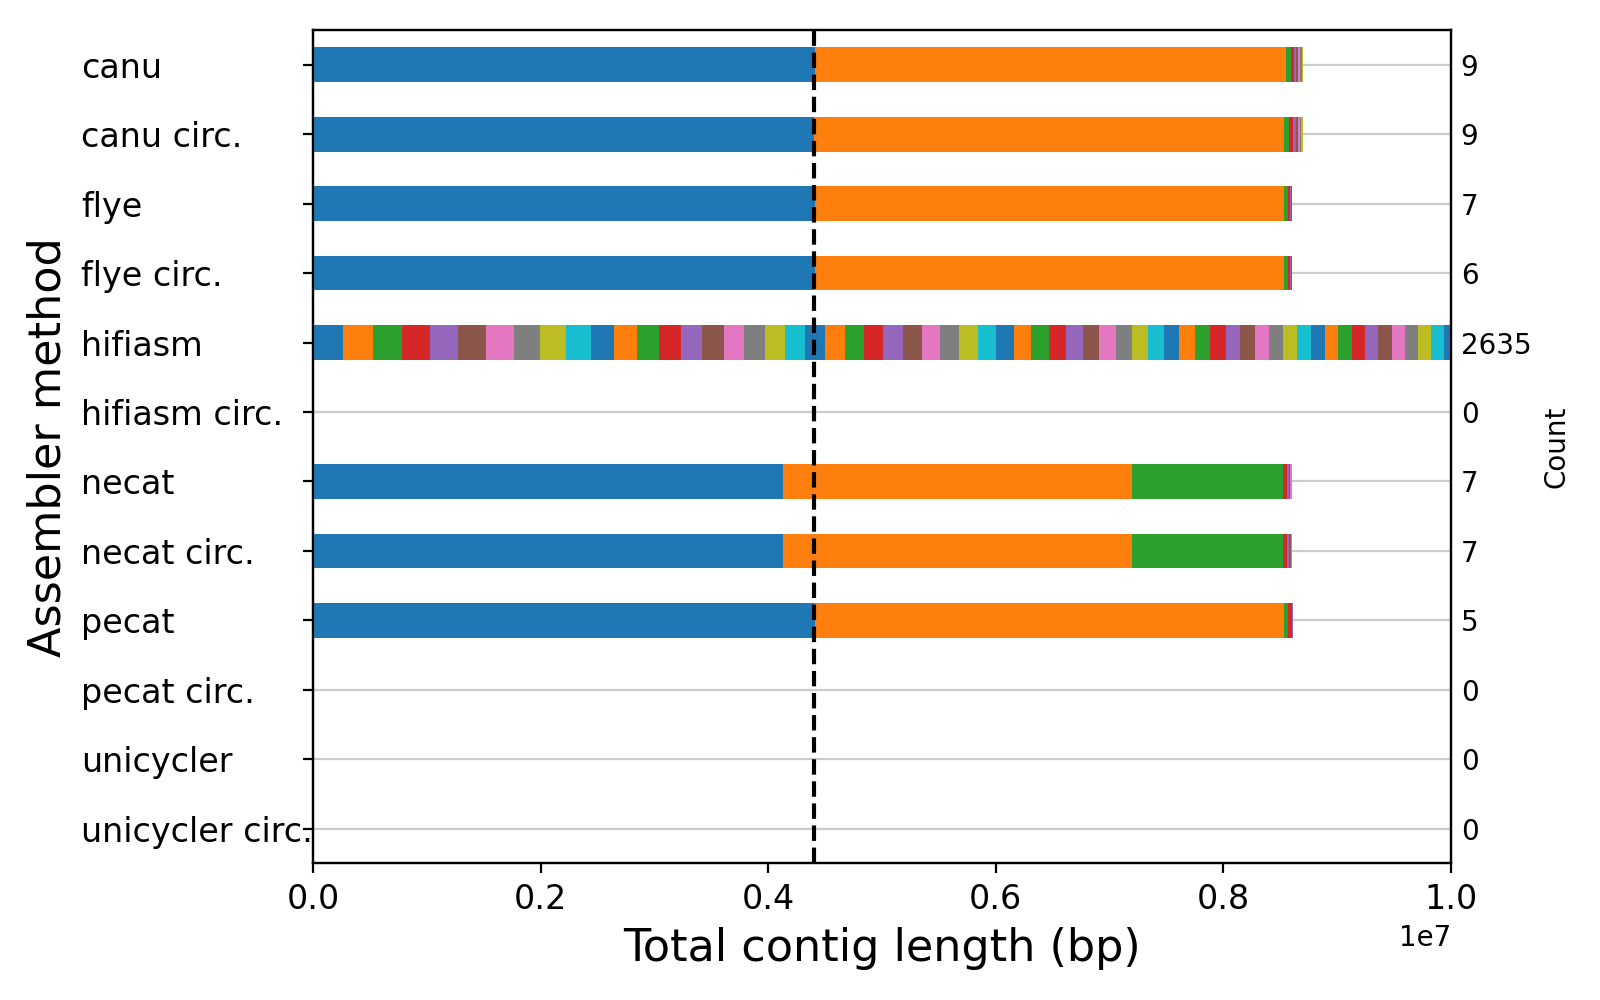 Assembler method
canu 9
canu circ. 9
flye 7
flye circ. 6
hifiasm 2635
hifiasm circ. 0
necat 7
necat circ. 7
pecat 5
pecat circ. 0
unicycler 0
unicycler circ. 0
Count
0.0 0.2 0.4 0.6 0.8 1.0
1e7
Total contig length (bp)